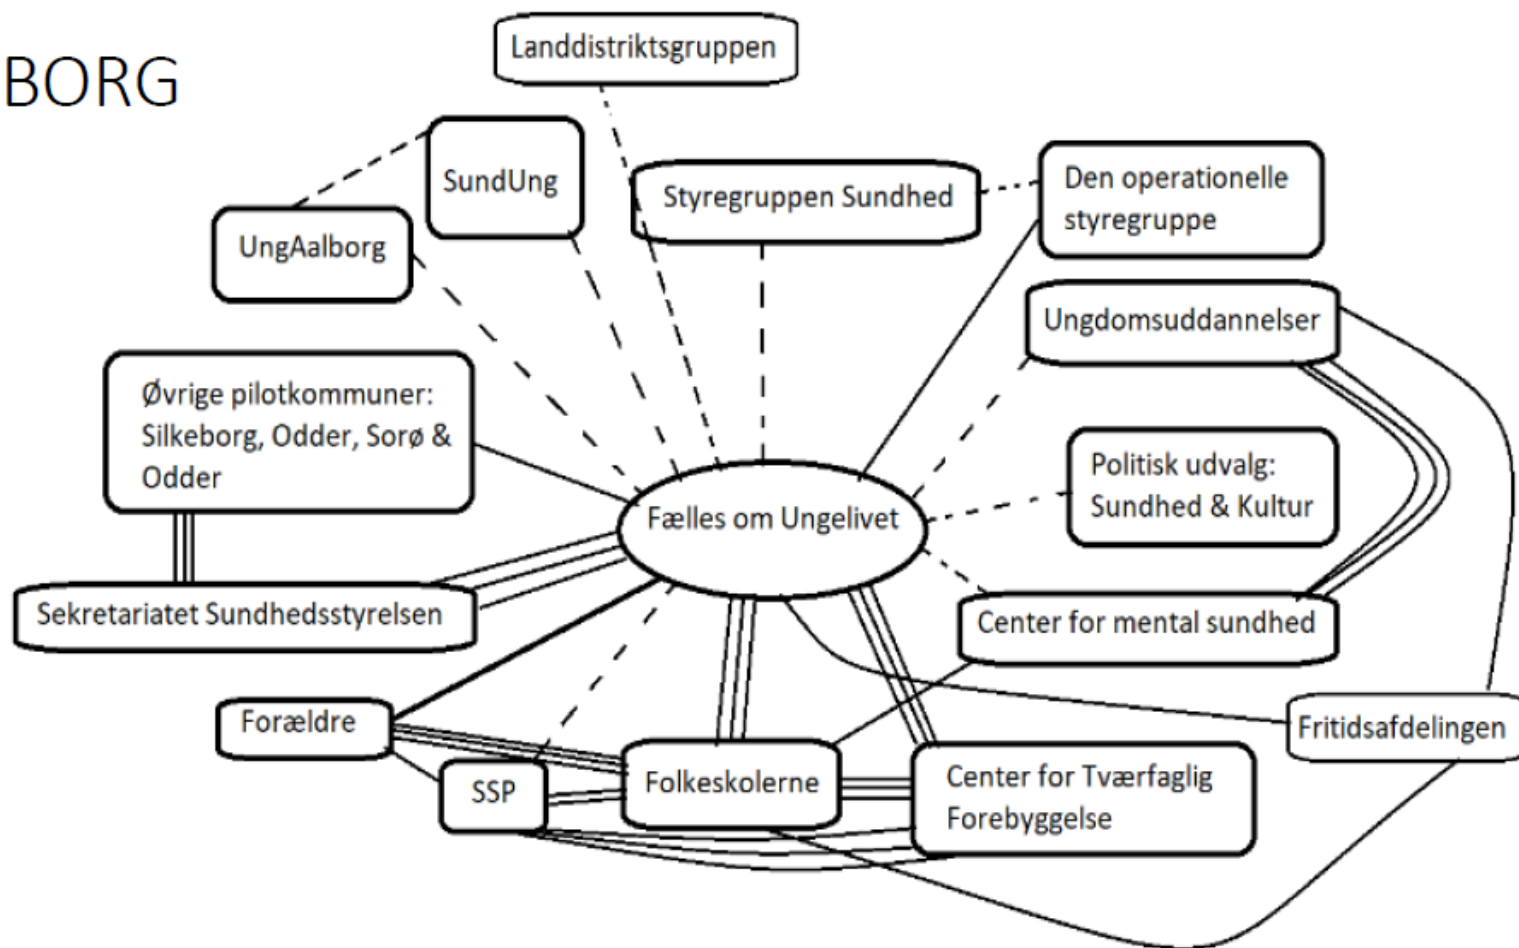 BORG
Landdistriktsgruppen
SundUng
Styregruppen Sundhed
Den operationelle
styregruppe
UngAalborg
Ungdomsuddannelser
Øvrige pilotkommuner:
Silkeborg, Odder, Sorø &
Odder
Politisk udvalg:
Sundhed & Kultur
Fælles om Ungelivet
Sekretariatet Sundhedsstyrelsen
Center for mental sundhed
Forældre
Fritidsafdelingen
SSP
Folkeskolerne
Center for Tværfaglig
Forebyggelse